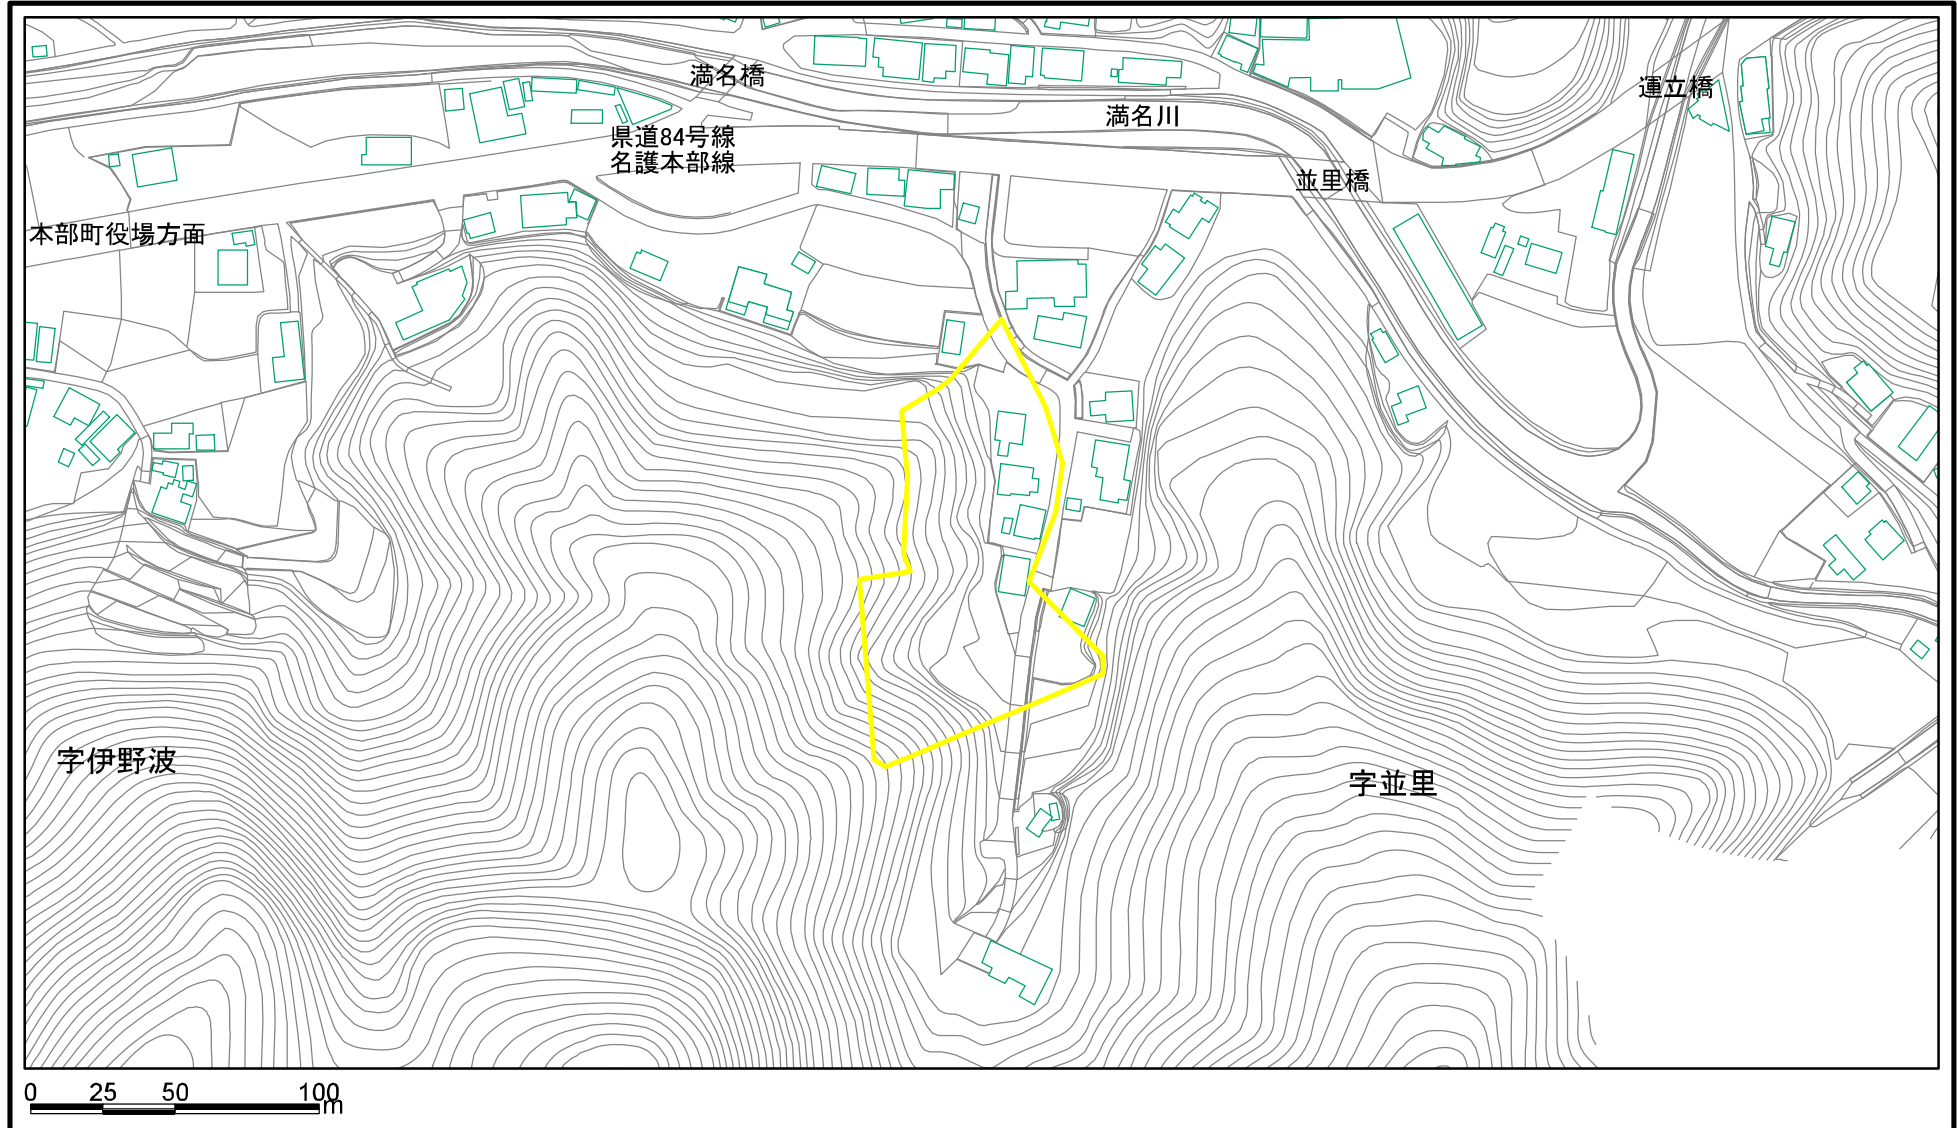 満名橋
運立橋
満名川
県道84号線
名護本部線
並里橋
本部町役場方面
字伊野波
字並里
0 25 50 100m